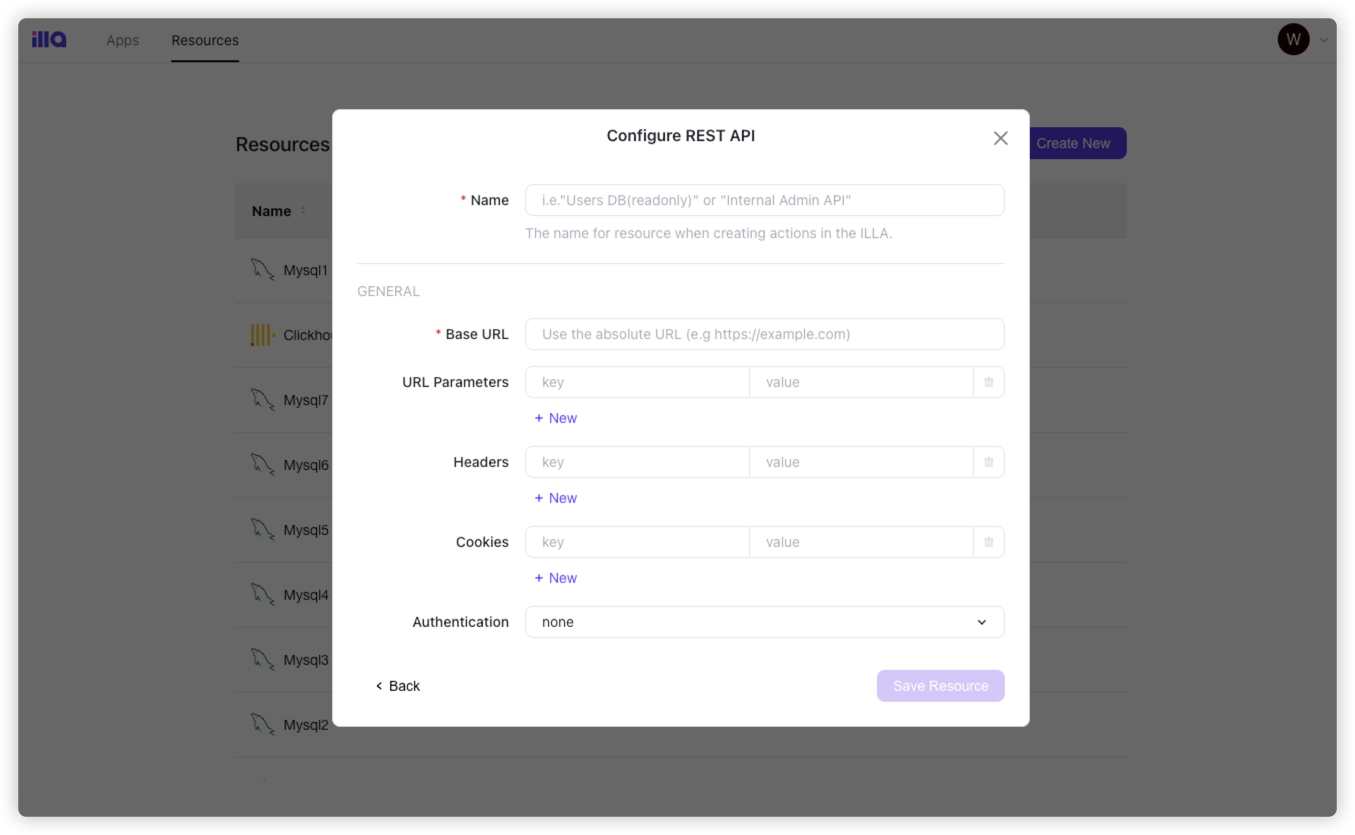 illa Apps Resources W
Configure REST API
Resources Create New
* Name i.e."Users DB(readonly)" or "Internal Admin API"
The name for resource when creating actions in the ILLA.
Name
GENERAL
Mysql1
* Base URL Use the absolute URL (e.g https://example.com)
Clickho
URL Parameters key value
Mysql7
+ New
Headers key value
Mysql6
+ New
Mysql5
Cookies key value
+ New
Mysql4
Authentication none
Mysql3
Back Save Resource
Mysql2